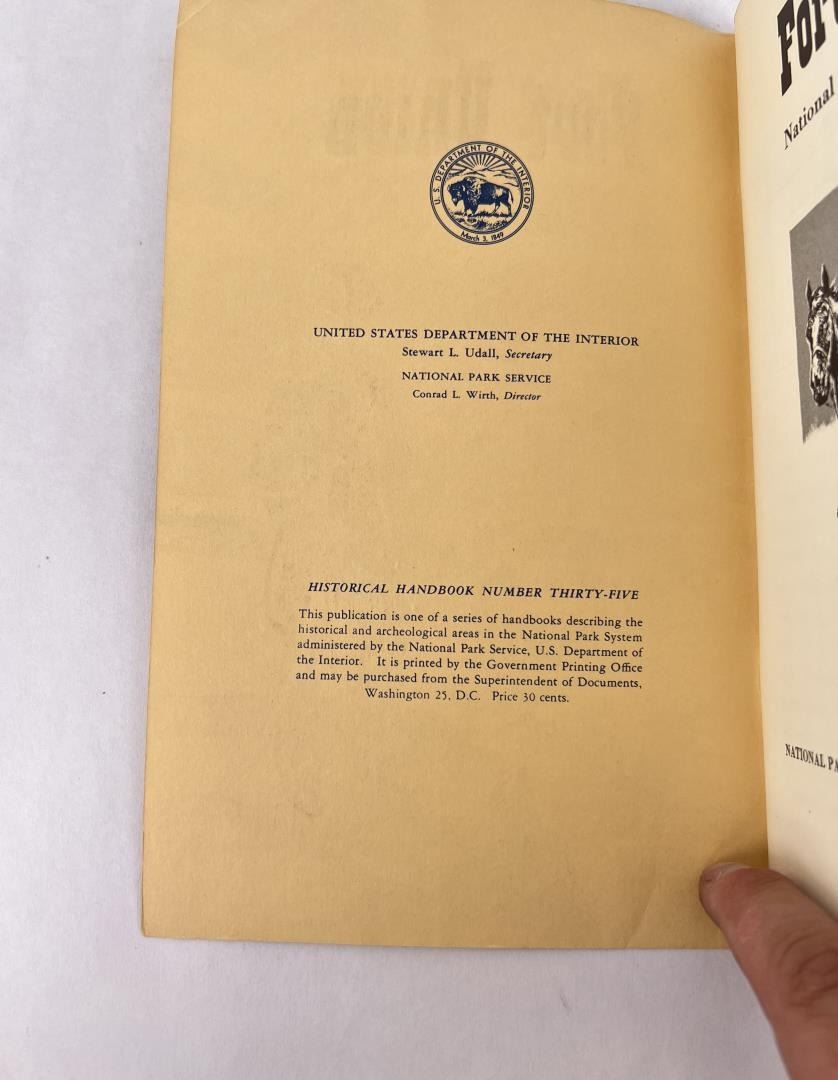 U. S. DEPARTMENT OF THE INTERIOR
March 3, 1849
UNITED STATES DEPARTMENT OF THE INTERIOR
Stewart L. Udall, Secretary
NATIONAL PARK SERVICE
Conrad L. Wirth, Director
HISTORICAL HANDBOOK NUMBER THIRTY-FIVE
This publication is one of a series of handbooks describing the
historical and archeological areas in the National Park System
administered by the National Park Service, U.S. Department of
the Interior. It is printed by the Government Printing Office
and may be purchased from the Superintendent of Documents,
Washington 25, D.C. Price 30 cents.
For
National
NATIONAL PA